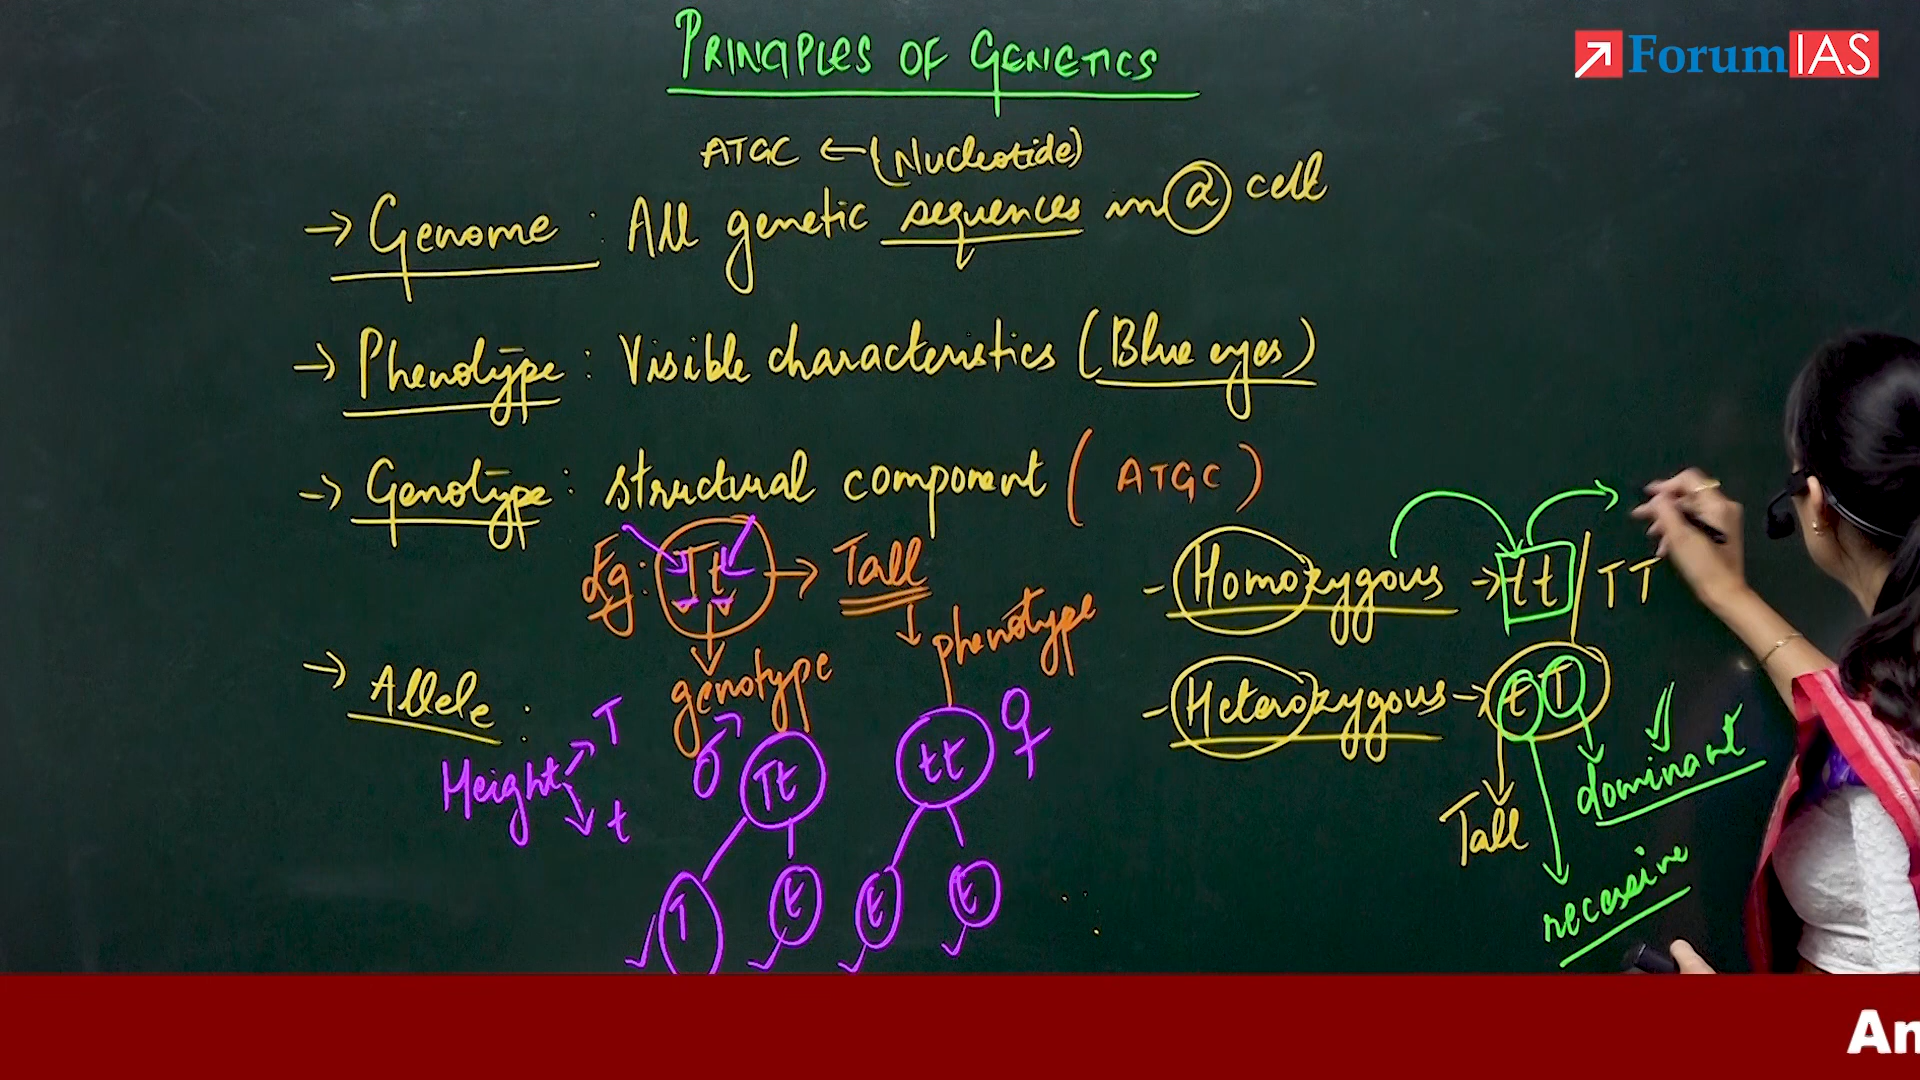 PRINCIPLES OF GENETICS
ForumIAS
ATGC ← (Nucleotide)
→ Genome : All genetic sequences in a cell
→ Phenotype : Visible characteristics (Blue eyes)
→ Genotype : structural component (ATGC)
Eg: Tt → Tall
genotype
phenotype
- Homozygous → tt / TT
- Heterozygous → tT
dominant
Tall
recessive
→ Allele :
Height T
t
♂ Tt tt ♀
T t t t
An